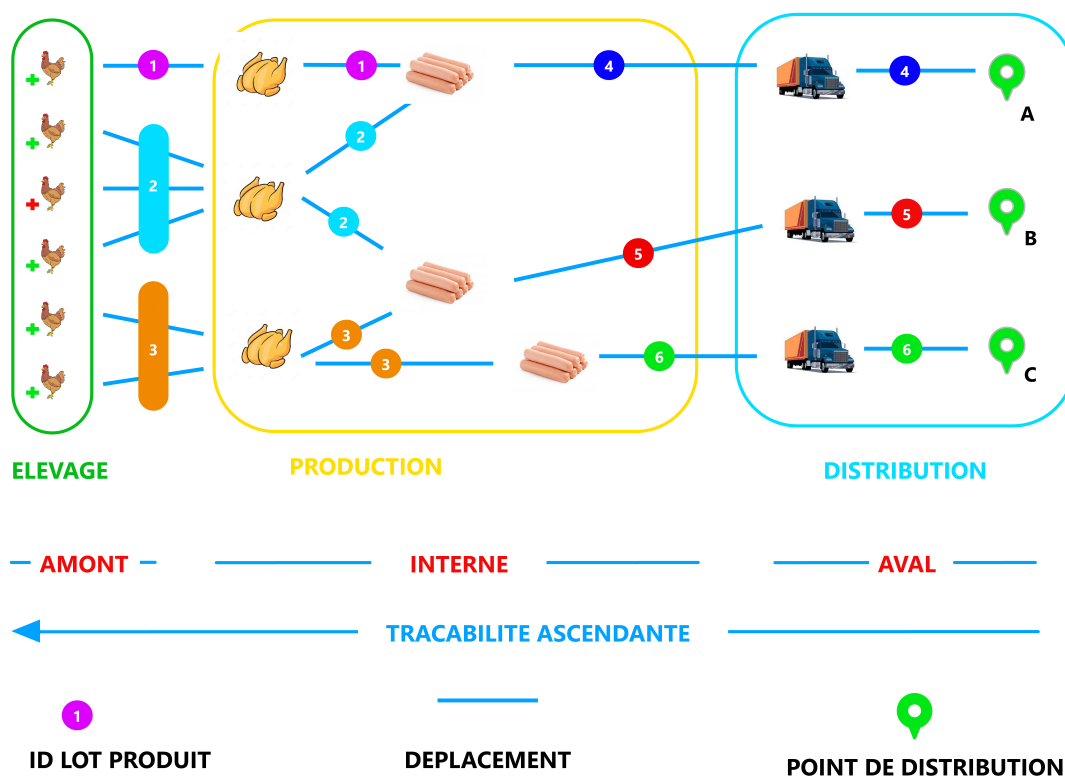 1 1 4 4
A
2
2
2
5 5
B
3
3
3
6 6
C
ELEVAGE PRODUCTION DISTRIBUTION
AMONT INTERNE AVAL
TRACABILITE ASCENDANTE
1
ID LOT PRODUIT DEPLACEMENT POINT DE DISTRIBUTION